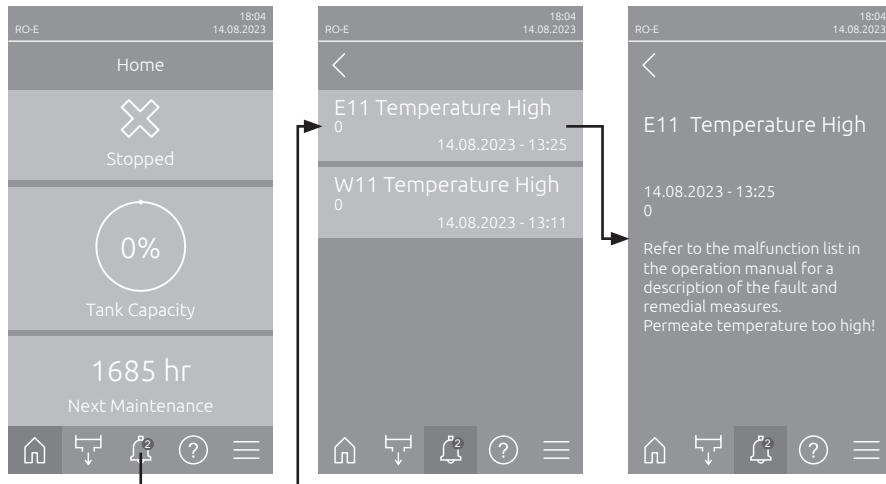 18:04
RO-E 14.08.2023
Home
Stopped
0%
Tank Capacity
1685 hr
Next Maintenance
2
?
18:04
RO-E 14.08.2023
E11 Temperature High
0
14.08.2023 - 13:25
W11 Temperature High
0
14.08.2023 - 13:11
2
?
18:04
RO-E 14.08.2023
E11 Temperature High
14.08.2023 - 13:25
0
Refer to the malfunction list in
the operation manual for a
description of the fault and
remedial measures.
Permeate temperature too high!
2
?